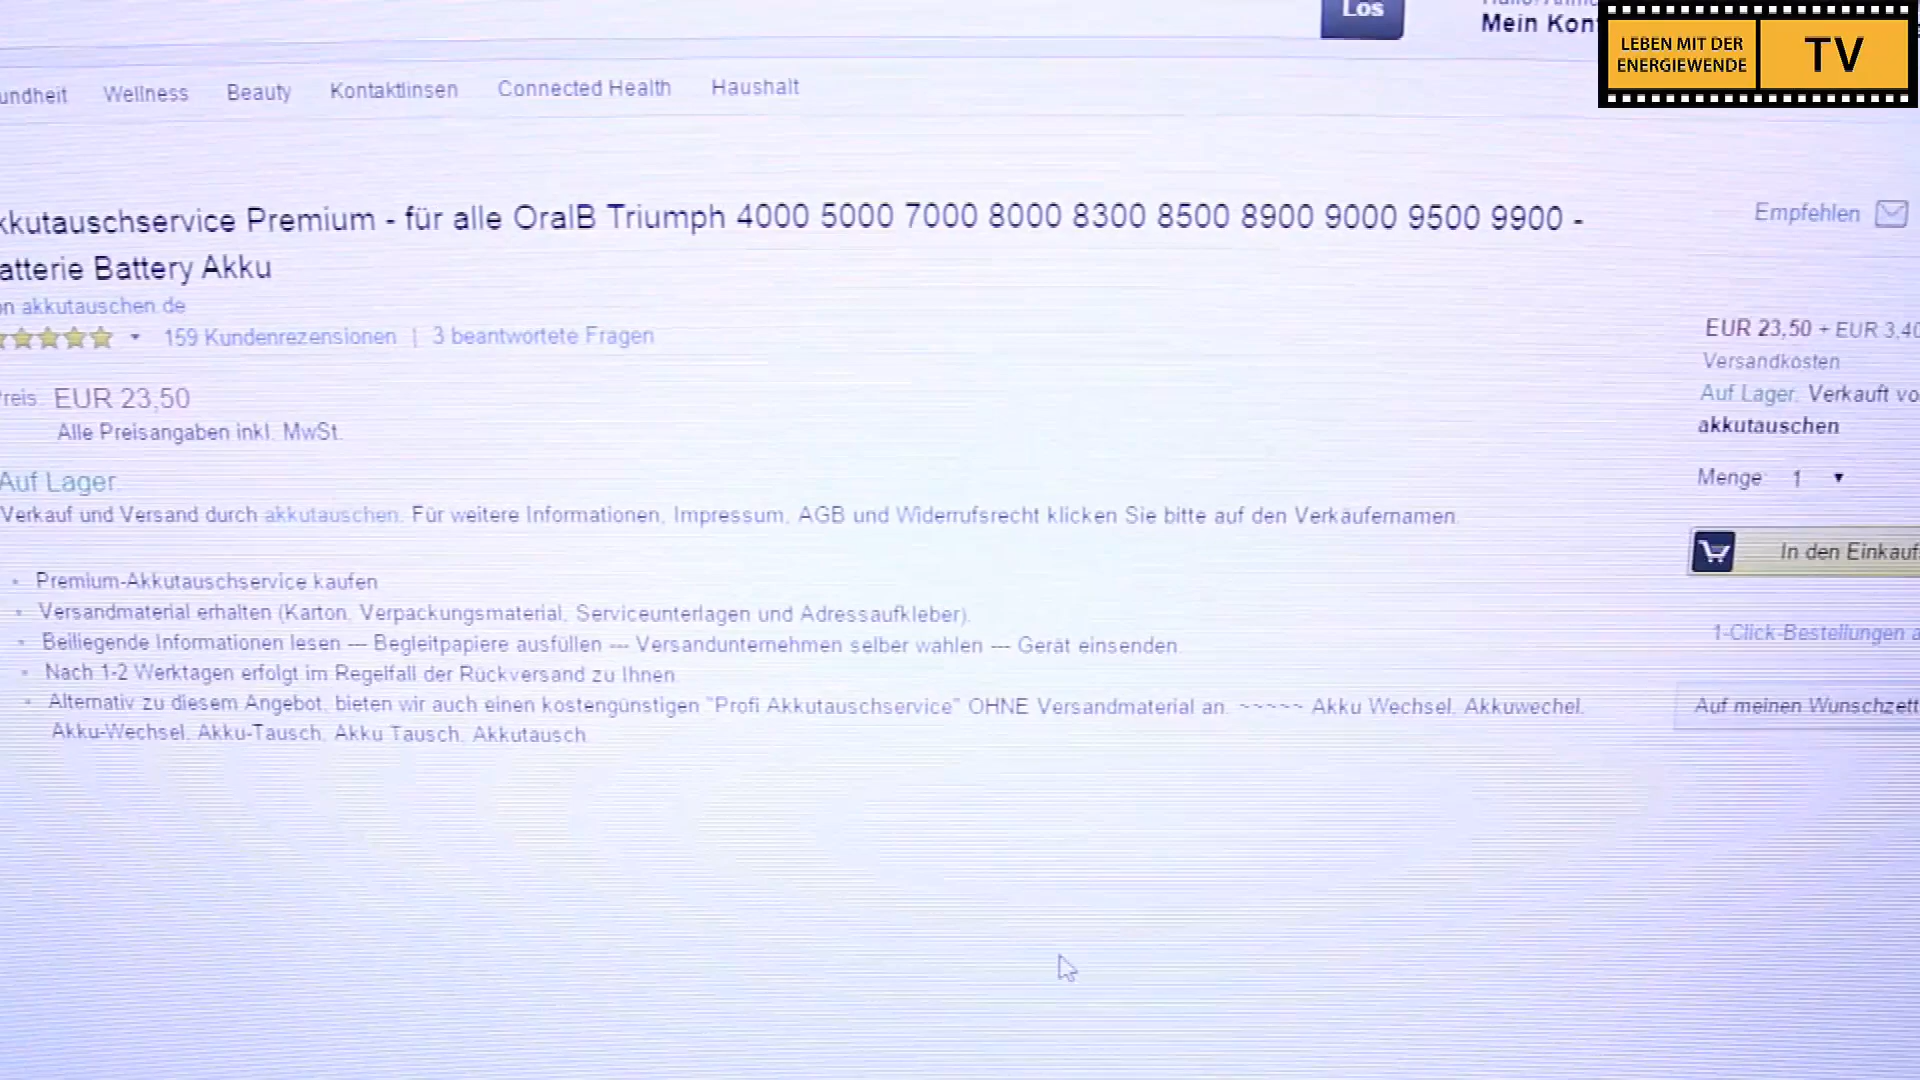 Los
Mein Kon
LEBEN MIT DER
ENERGIEWENDE
TV
undheit Wellness Beauty Kontaktlinsen Connected Health Haushalt
kkutauschservice Premium - für alle OralB Triumph 4000 5000 7000 8000 8300 8500 8900 9000 9500 9900 -
atterie Battery Akku
on akkutauschen.de
159 Kundenrezensionen | 3 beantwortete Fragen
Preis: EUR 23,50
Alle Preisangaben inkl. MwSt.
Auf Lager.
Verkauf und Versand durch akkutauschen. Für weitere Informationen, Impressum, AGB und Widerrufsrecht klicken Sie bitte auf den Verkäufernamen.
Premium-Akkutauschservice kaufen
Versandmaterial erhalten (Karton, Verpackungsmaterial, Serviceunterlagen und Adressaufkleber).
Beiliegende Informationen lesen --- Begleitpapiere ausfüllen --- Versandunternehmen selber wählen --- Gerät einsenden
Nach 1-2 Werktagen erfolgt im Regelfall der Rückversand zu Ihnen
Alternativ zu diesem Angebot, bieten wir auch einen kostengünstigen "Profi Akkutauschservice" OHNE Versandmaterial an. ~~~~~ Akku Wechsel, Akkuwechel,
Akku-Wechsel, Akku-Tausch, Akku Tausch, Akkutausch
Empfehlen
EUR 23,50 + EUR 3,40
Versandkosten
Auf Lager. Verkauft vo
akkutauschen
Menge: 1
In den Einkauf
1-Click-Bestellungen a
Auf meinen Wunschzett